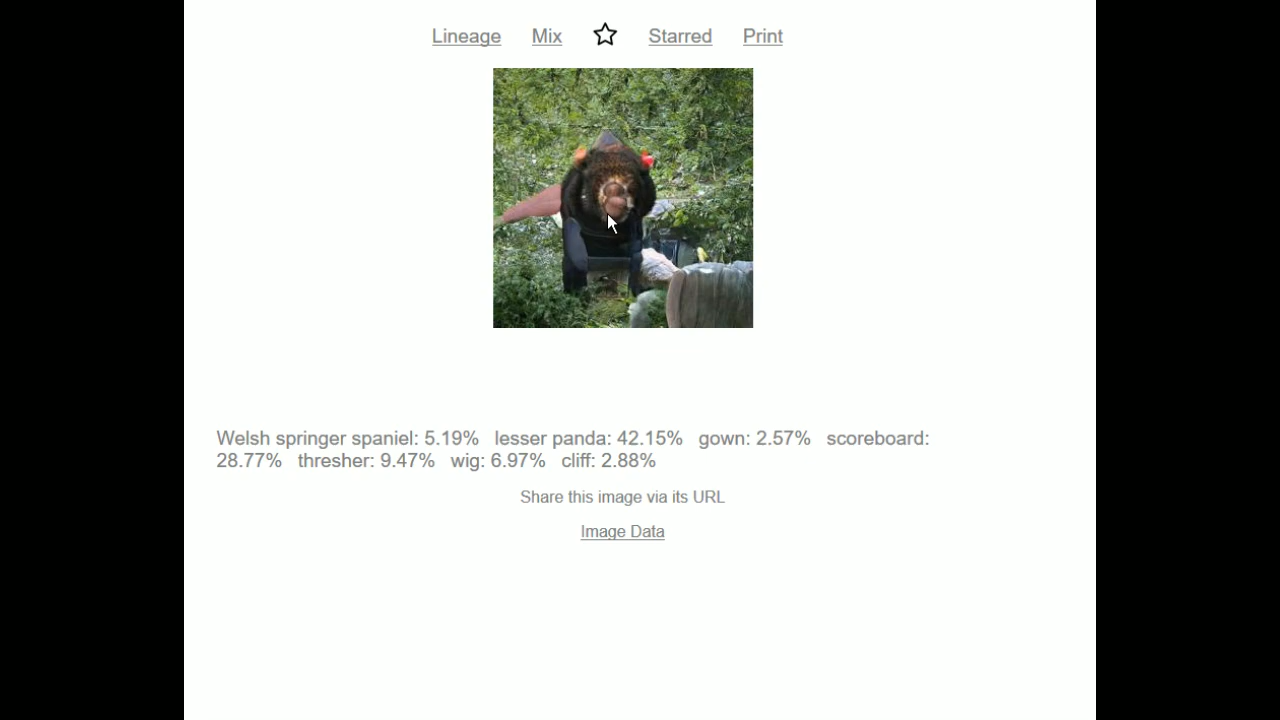 Lineage Mix Starred Print
Welsh springer spaniel: 5.19% lesser panda: 42.15% gown: 2.57% scoreboard:
28.77% thresher: 9.47% wig: 6.97% cliff: 2.88%
Share this image via its URL
Image Data